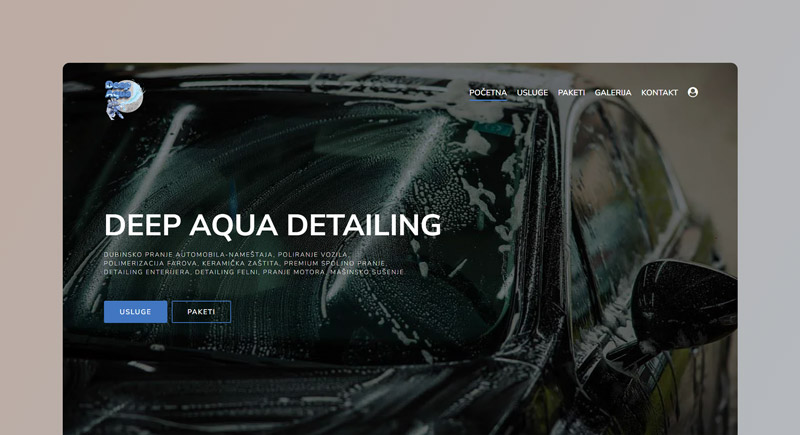 POČETNA USLUGE PAKETI GALERIJA KONTAKT
DEEP AQUA DETAILING
DUBINSKO PRANJE AUTOMOBILA-NAMEŠTAJA, POLIRANJE VOZILA,
POLIMERIZACIJA FAROVA, KERAMIČKA ZAŠTITA, PREMIUM SPOLJNO PRANJE,
DETAILING ENTERIJERA, DETAILING FELNI, PRANJE MOTORA, MAŠINSKO SUŠENJE.
USLUGE PAKETI